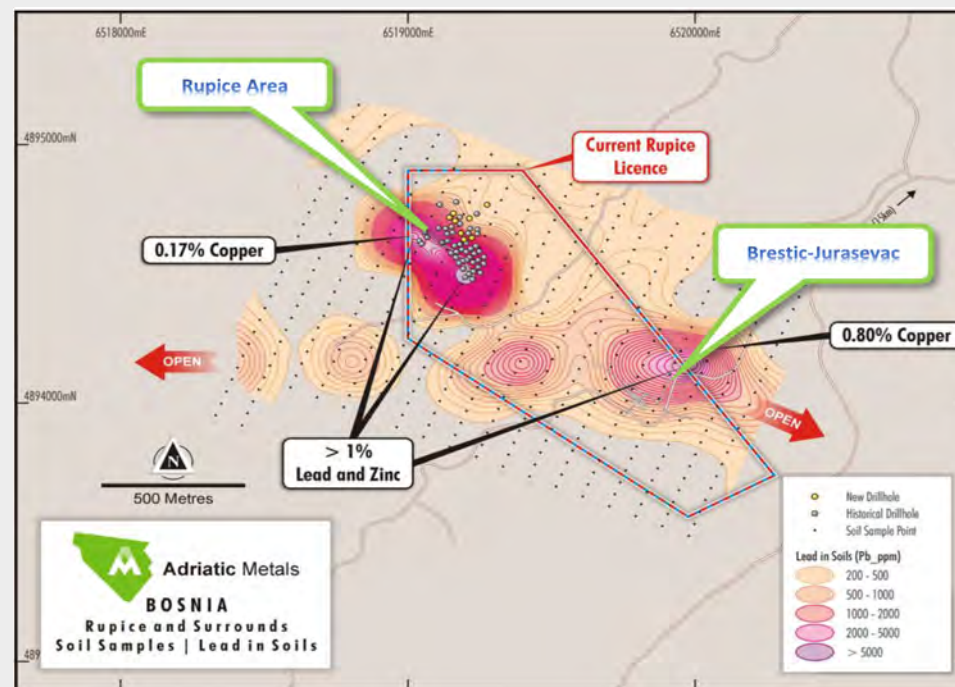 6518000mE
6519000mE
6520000mE
Rupice Area
4895000mN
Current Rupice
Licence
15km)
0.17% Copper
Brestic-Jurasevac
0.80% Copper
OPEN
4894000mN
OPEN
> 1%
Lead and Zinc
N
500 Metres
New Drillhole
Historical Drillhole
Soil Sample Point
Adriatic Metals
BOSNIA
Rupice and Surrounds
Soil Samples | Lead in Soils
Lead in Soils (Pb_ppm)
200 - 500
500 - 1000
1000 - 2000
2000 - 5000
> 5000